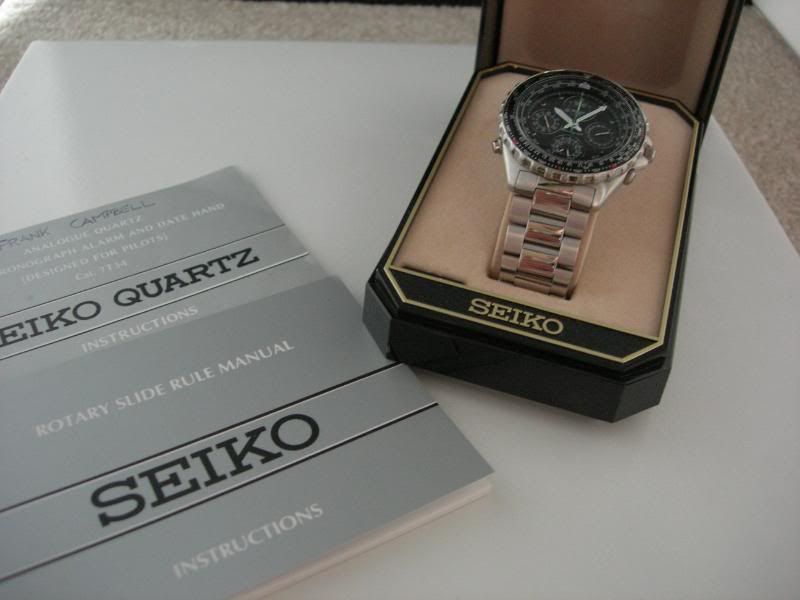 FRANK CAMPBELL
ANALOGUE QUARTZ
CHRONOGRAPH ALARM AND DATE HAND
(DESIGNED FOR PILOTS)
Cal. 7T34
SEIKO QUARTZ
INSTRUCTIONS
ROTARY SLIDE RULE MANUAL
SEIKO
INSTRUCTIONS
SEIKO